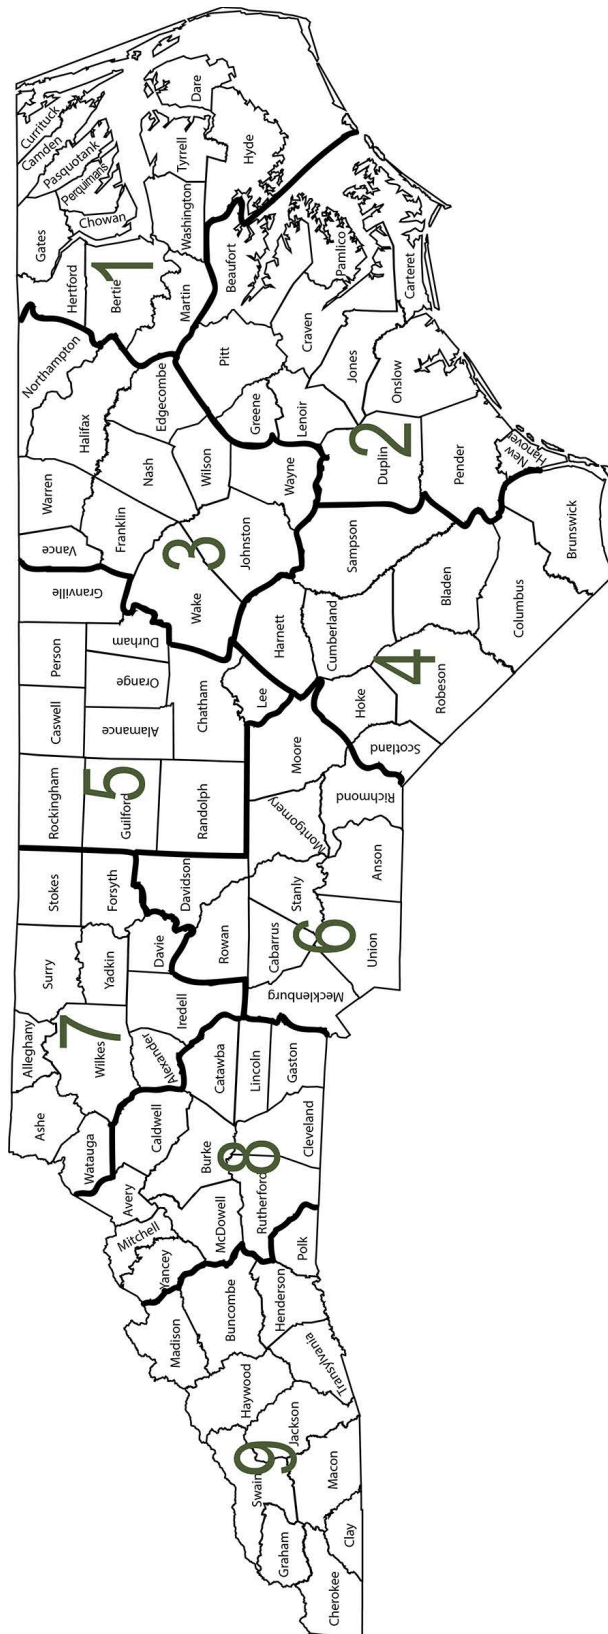 Currituck
Camden
Pasquotank
Perquimans
Chowan
Gates
Hertford
Bertie
1
Martin
Washington
Tyrrell
Dare
Hyde
Beaufort
Pamlico
Craven
Carteret
Pitt
Greene
Lenoir
Jones
Onslow
Duplin
2
Pender
New
Hanover
Northampton
Halifax
Edgecombe
Warren
Vance
Franklin
Nash
Wilson
Wayne
3
Johnston
Wake
Sampson
Harnett
Cumberland
Bladen
Brunswick
Columbus
4
Robeson
Hoke
Scotland
Granville
Person
Durham
Orange
Caswell
Alamance
Chatham
Lee
Rockingham
5
Guilford
Randolph
Moore
Montgomery
Richmond
Anson
Stanly
6
Union
Cabarrus
Rowan
Davidson
Mecklenburg
Stokes
Forsyth
Surry
Yadkin
Davie
Iredell
Alleghany
7
Wilkes
Alexander
Ashe
Watauga
Catawba
Lincoln
Gaston
Caldwell
Burke
8
Cleveland
Rutherford
McDowell
Avery
Mitchell
Yancey
Polk
Henderson
Buncombe
Madison
Transylvania
Haywood
Jackson
9
Swain
Macon
Graham
Clay
Cherokee